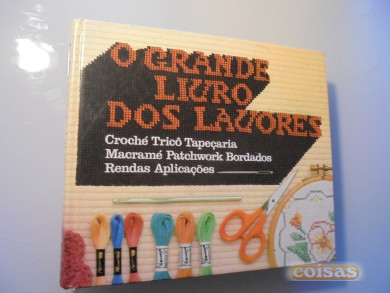 O GRANDE
LIVRO
DOS LAVORES
Croché Tricô Tapeçaria
Macramé Patchwork Bordados
Rendas Aplicações
coisas